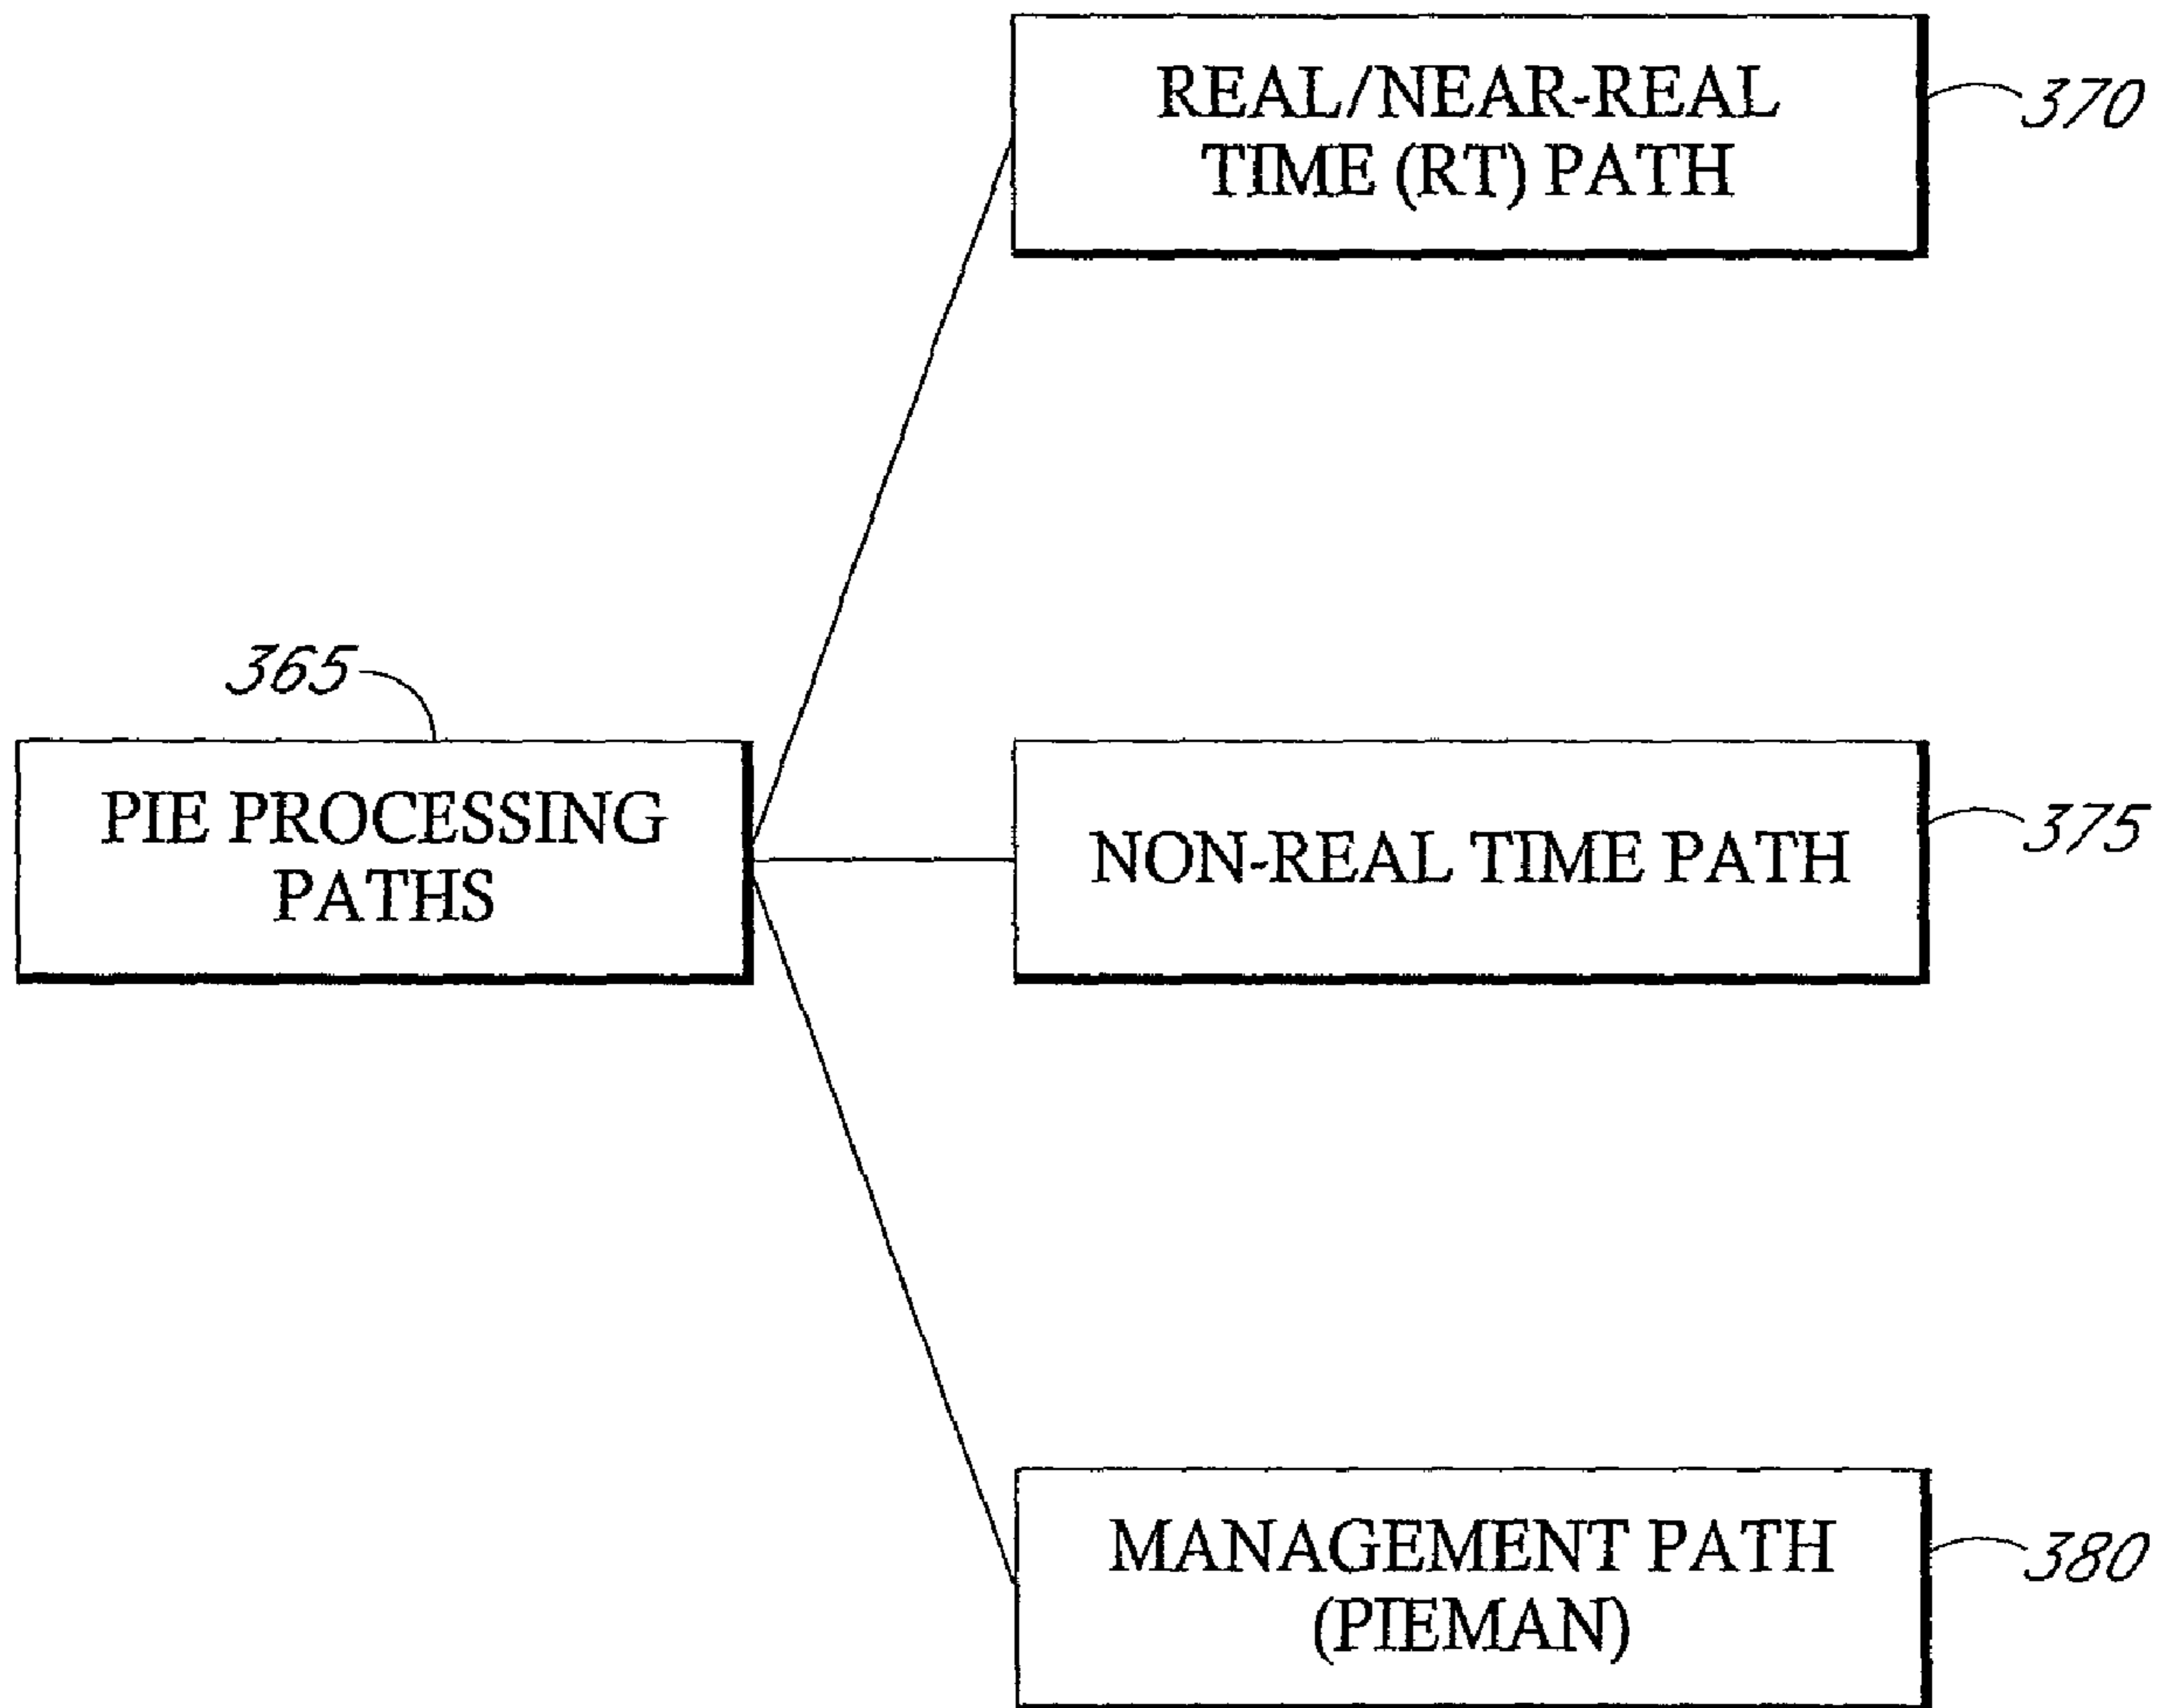 REAL/NEAR-REAL
TIME (RT) PATH
370
365
PIE PROCESSING
PATHS
NON-REAL TIME PATH
375
MANAGEMENT PATH
(PIEMAN)
380